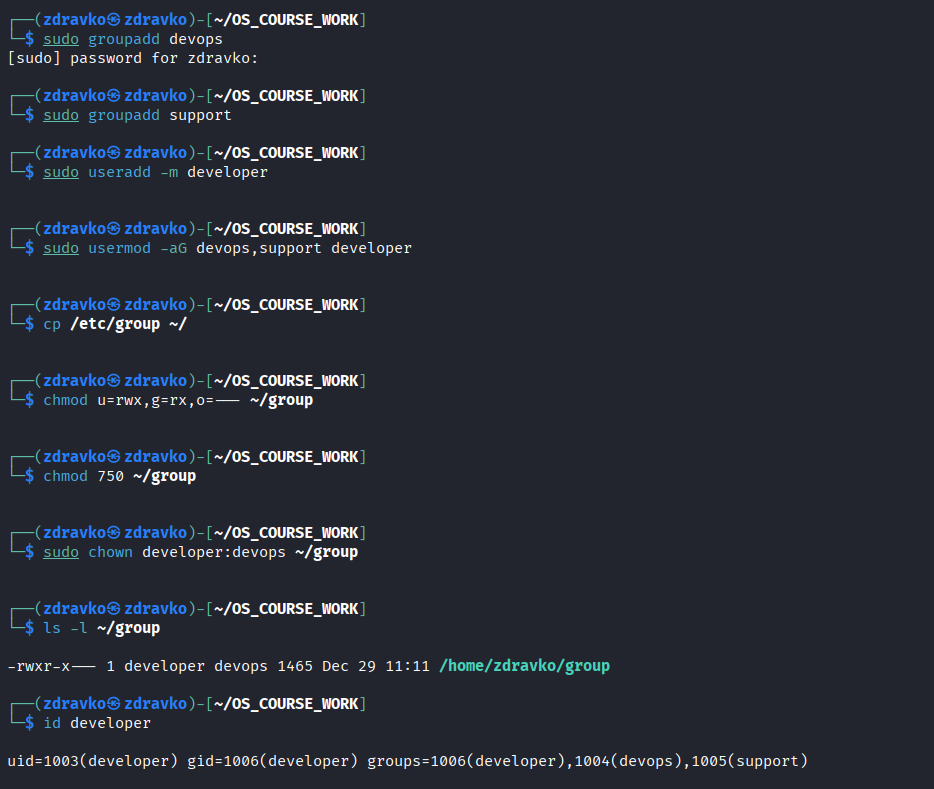 ┌──(zdravko㉿zdravko)-[~/OS_COURSE_WORK]
└─$ sudo groupadd devops
[sudo] password for zdravko:
┌──(zdravko㉿zdravko)-[~/OS_COURSE_WORK]
└─$ sudo groupadd support
┌──(zdravko㉿zdravko)-[~/OS_COURSE_WORK]
└─$ sudo useradd -m developer
┌──(zdravko㉿zdravko)-[~/OS_COURSE_WORK]
└─$ sudo usermod -aG devops,support developer
┌──(zdravko㉿zdravko)-[~/OS_COURSE_WORK]
└─$ cp /etc/group ~/
┌──(zdravko㉿zdravko)-[~/OS_COURSE_WORK]
└─$ chmod u=rwx,g=rx,o=--- ~/group
┌──(zdravko㉿zdravko)-[~/OS_COURSE_WORK]
└─$ chmod 750 ~/group
┌──(zdravko㉿zdravko)-[~/OS_COURSE_WORK]
└─$ sudo chown developer:devops ~/group
┌──(zdravko㉿zdravko)-[~/OS_COURSE_WORK]
└─$ ls -l ~/group
-rwxr-x--- 1 developer devops 1465 Dec 29 11:11 /home/zdravko/group
┌──(zdravko㉿zdravko)-[~/OS_COURSE_WORK]
└─$ id developer
uid=1003(developer) gid=1006(developer) groups=1006(developer),1004(devops),1005(support)